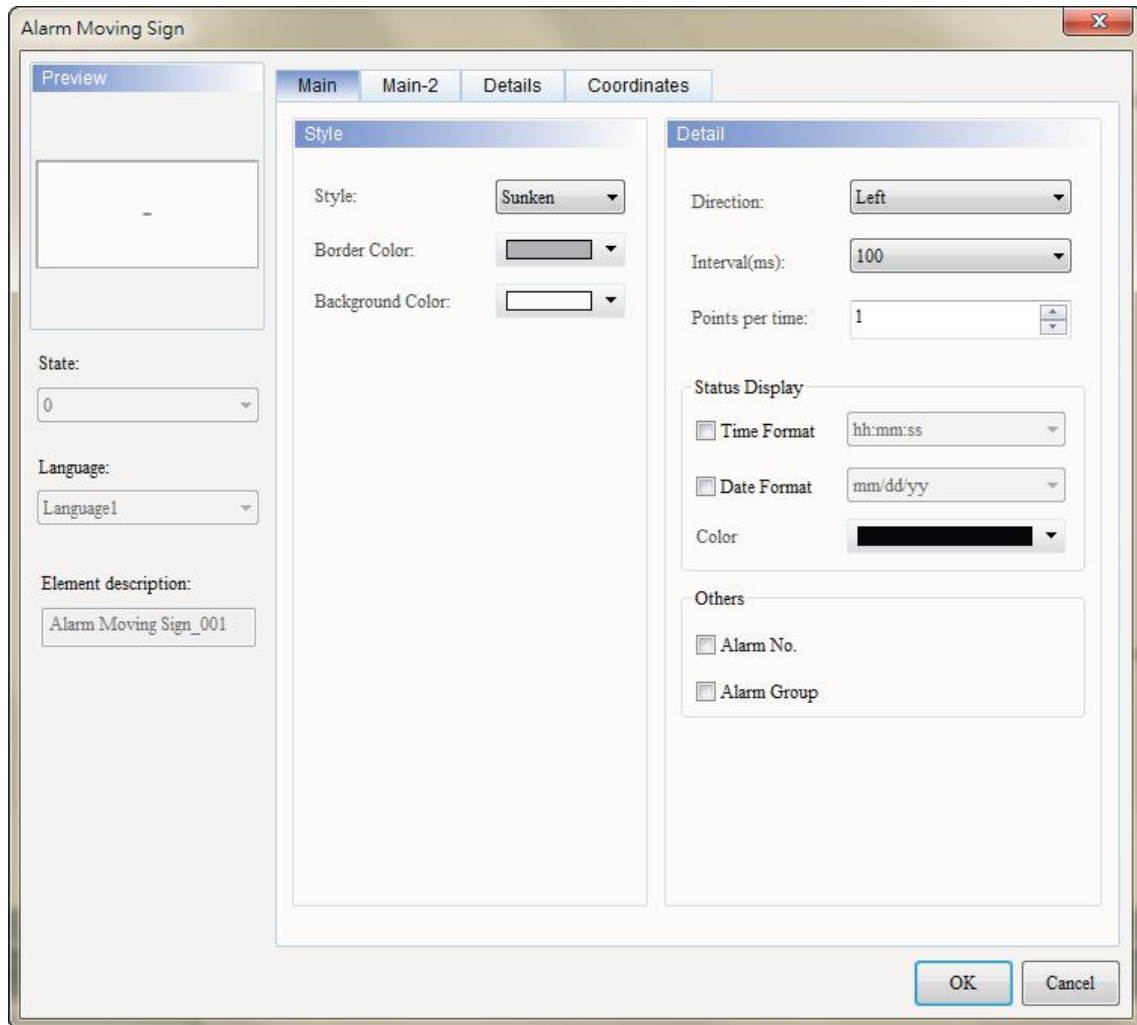 Alarm Moving Sign
Preview
-
State:
0
Language:
Language1
Element description:
Alarm Moving Sign_001
Main Main-2 Details Coordinates
Style
Style: Sunken
Border Color:
Background Color:
Detail
Direction: Left
Interval(ms): 100
Points per time: 1
Status Display
Time Format hh:mm:ss
Date Format mm/dd/yy
Color
Others
Alarm No.
Alarm Group
OK Cancel